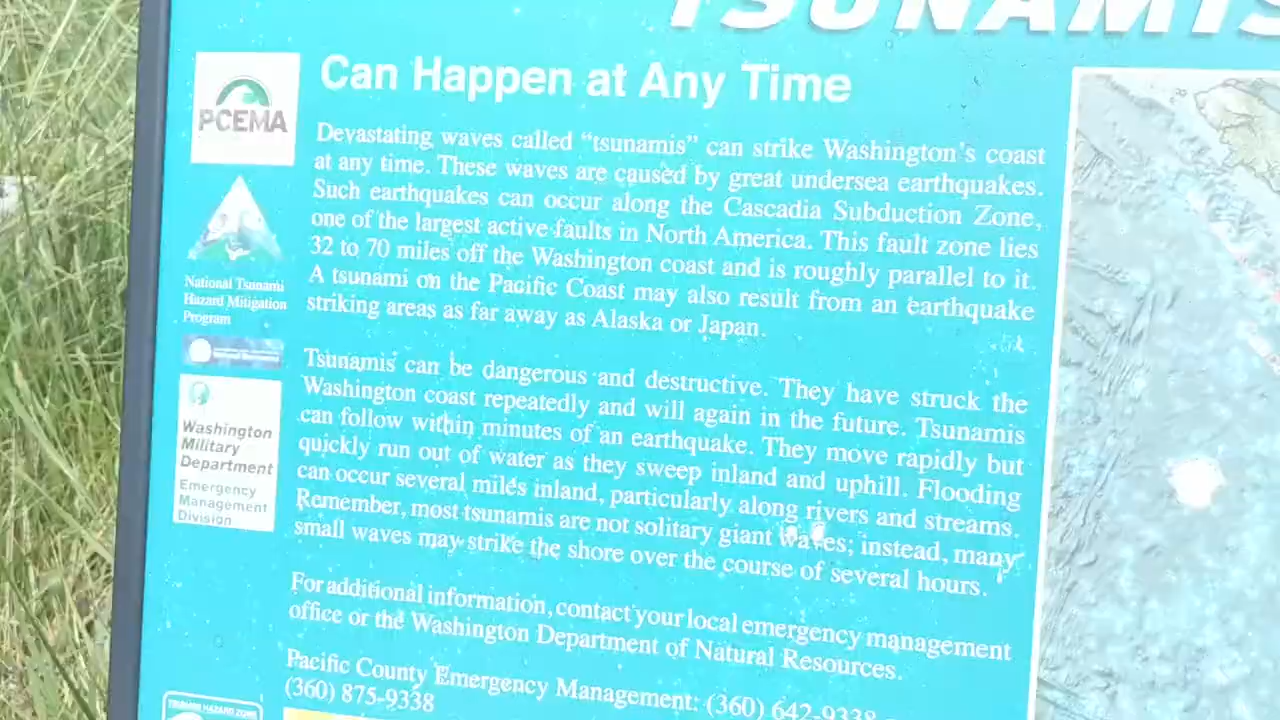 TSUNAMIS
Can Happen at Any Time
PCEMA
Devastating waves called “tsunamis” can strike Washington’s coast
at any time. These waves are caused by great undersea earthquakes.
Such earthquakes can occur along the Cascadia Subduction Zone,
one of the largest active faults in North America. This fault zone lies
32 to 70 miles off the Washington coast and is roughly parallel to it.
A tsunami on the Pacific Coast may also result from an earthquake
striking areas as far away as Alaska or Japan.
National Tsunami
Hazard Mitigation
Program
Tsunamis can be dangerous and destructive. They have struck the
Washington coast repeatedly and will again in the future. Tsunamis
can follow within minutes of an earthquake. They move rapidly but
quickly run out of water as they sweep inland and uphill. Flooding
can occur several miles inland, particularly along rivers and streams.
Remember, most tsunamis are not solitary giant waves; instead, many
small waves may strike the shore over the course of several hours.
Washington
Military
Department
Emergency
Management
Division
For additional information, contact your local emergency management
office or the Washington Department of Natural Resources.
Pacific County Emergency Management: (360) 642-9338
(360) 875-9338
TSUNAMI HAZARD ZONE